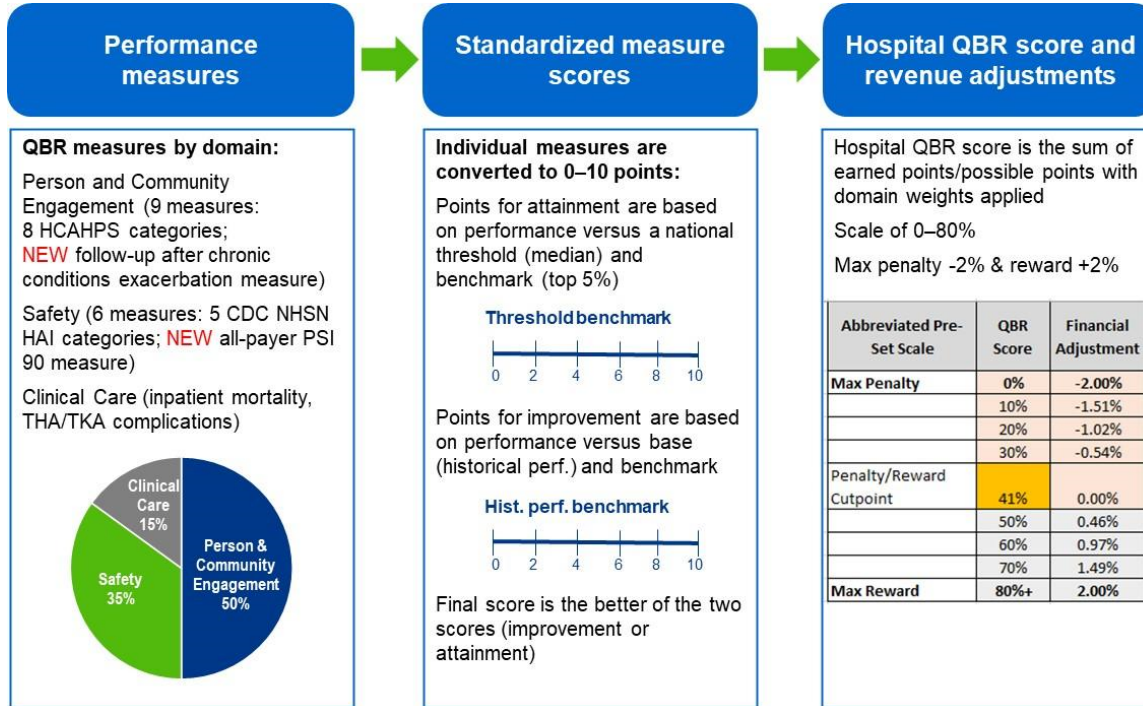 Performance
measures
Standardized measure
scores
Hospital QBR score and
revenue adjustments
QBR measures by domain:
Person and Community
Engagement (9 measures:
8 HCAHPS categories;
NEW follow-up after chronic
conditions exacerbation measure)
Safety (6 measures: 5 CDC NHSN
HAI categories; NEW all-payer PSI
90 measure)
Clinical Care (inpatient mortality,
THA/TKA complications)
Clinical
Care
15%
Safety
35%
Person &
Community
Engagement
50%
Individual measures are
converted to 0–10 points:
Points for attainment are based
on performance versus a national
threshold (median) and
benchmark (top 5%)
Threshold benchmark
0 2 4 6 8 10
Points for improvement are based
on performance versus base
(historical perf.) and benchmark
Hist. perf. benchmark
0 2 4 6 8 10
Final score is the better of the two
scores (improvement or
attainment)
Hospital QBR score is the sum of
earned points/possible points with
domain weights applied
Scale of 0–80%
Max penalty -2% & reward +2%
Abbreviated Pre-
Set Scale
QBR
Score
Financial
Adjustment
Max Penalty 0% -2.00%
10% -1.51%
20% -1.02%
30% -0.54%
Penalty/Reward
Cutpoint 41% 0.00%
50% 0.46%
60% 0.97%
70% 1.49%
Max Reward 80%+ 2.00%